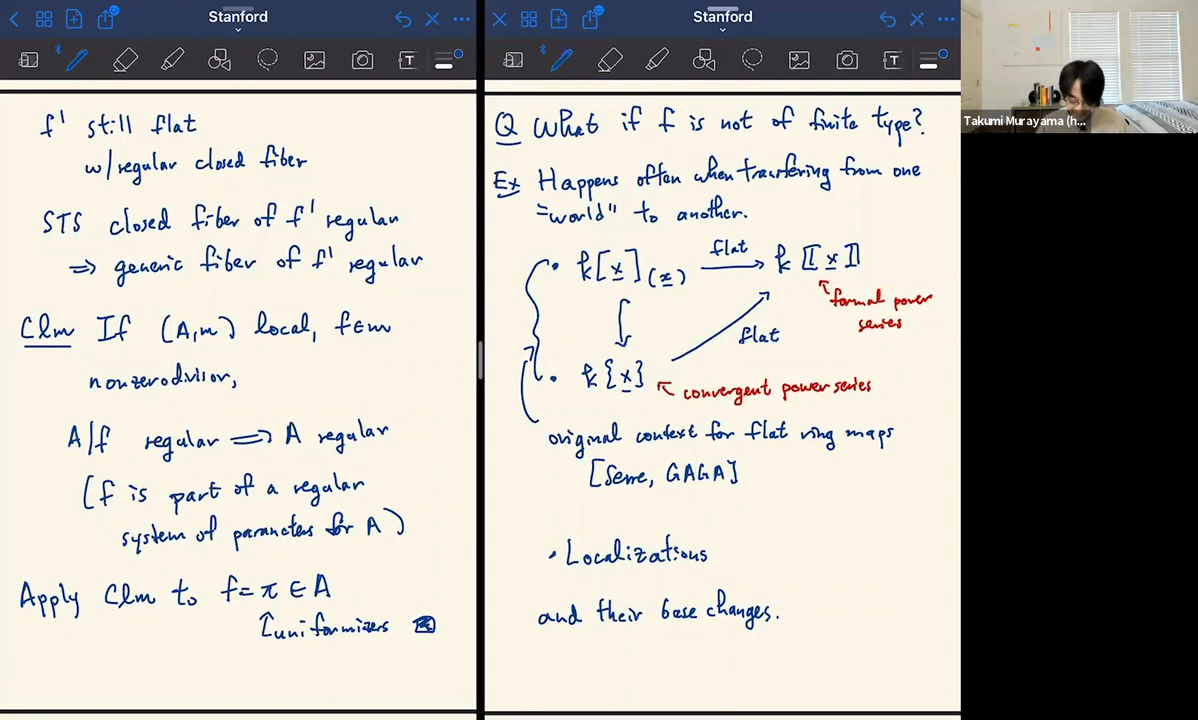 Stanford
f' still flat
w/regular closed fiber
STS closed fiber of f' regular
⇒ generic fiber of f' regular
Clm If (A,m) local, f∈m
nonzerodivisor,
A/f regular ⇒ A regular
(f is part of a regular
system of parameters for A)
Apply Clm to f=π∈A
↑uniformizers
Stanford
Q What if f is not of finite type?
Ex Happens often when transferring from one
"world" to another.
• k[x](x) flat → k[[x]]
↑formal power
series
flat
• k{x} ↖ convergent power series
original context for flat ring maps
[Serre, GAGA]
• Localizations
and their base changes.
Takumi Murayama (h...